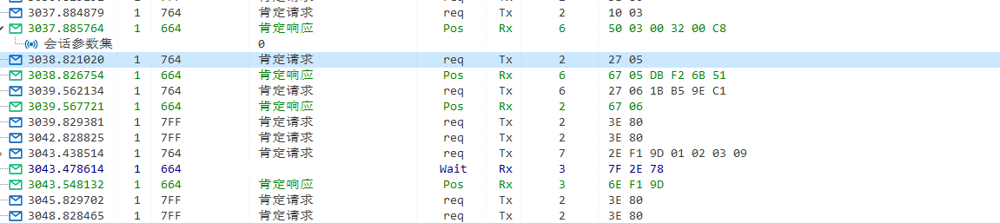 3037.884879 1 764 肯定请求 req Tx 2 10 03
3037.885764 1 664 肯定响应 Pos Rx 6 50 03 00 32 00 C8
会话参数集 0
3038.821020 1 764 肯定请求 req Tx 2 27 05
3038.826754 1 664 肯定响应 Pos Rx 6 67 05 DB F2 6B 51
3039.562134 1 764 肯定请求 req Tx 6 27 06 1B B5 9E C1
3039.567721 1 664 肯定响应 Pos Rx 2 67 06
3039.829381 1 7FF 肯定请求 req Tx 2 3E 80
3042.828825 1 7FF 肯定请求 req Tx 2 3E 80
3043.438514 1 764 肯定请求 req Tx 7 2E F1 9D 01 02 03 09
3043.478614 1 664 Wait Rx 3 7F 2E 78
3043.548132 1 664 肯定响应 Pos Rx 3 6E F1 9D
3045.829702 1 7FF 肯定请求 req Tx 2 3E 80
3048.828465 1 7FF 肯定请求 req Tx 2 3E 80